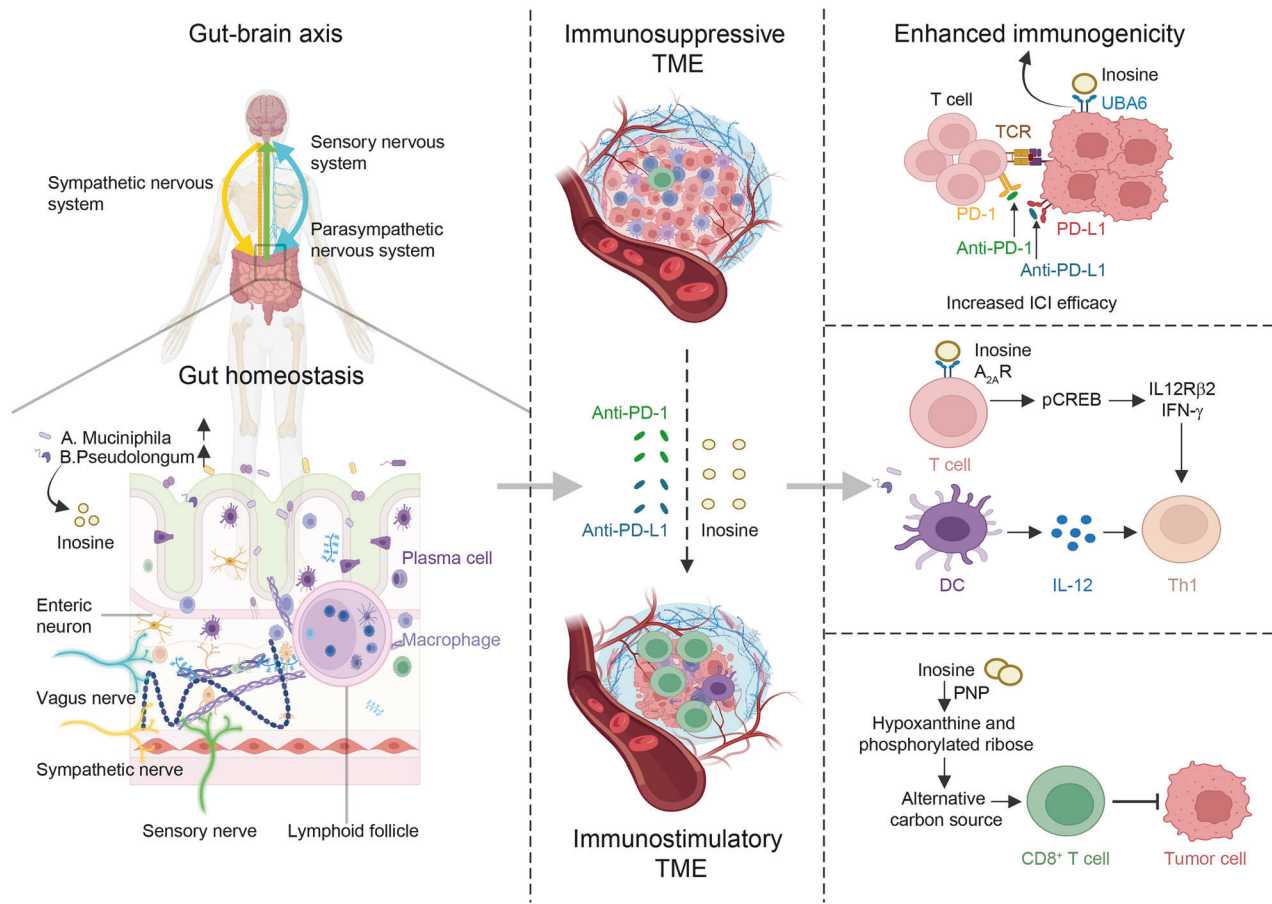 Gut-brain axis
Sensory nervous
system
Sympathetic nervous
system
Parasympathetic
nervous system
Gut homeostasis
A. Muciniphila
B.Pseudolongum
Inosine
Plasma cell
Enteric
neuron
Macrophage
Vagus nerve
Sympathetic nerve
Sensory nerve
Lymphoid follicle
Immunosuppressive
TME
Anti-PD-1
Anti-PD-L1
Inosine
Immunostimulatory
TME
Enhanced immunogenicity
Inosine
UBA6
T cell
TCR
PD-1
PD-L1
Anti-PD-1
Anti-PD-L1
Increased ICI efficacy
Inosine
A2AR
pCREB
IL12Rβ2
IFN-γ
T cell
DC
IL-12
Th1
Inosine
PNP
Hypoxanthine and
phosphorylated ribose
Alternative
carbon source
CD8⁺ T cell
Tumor cell